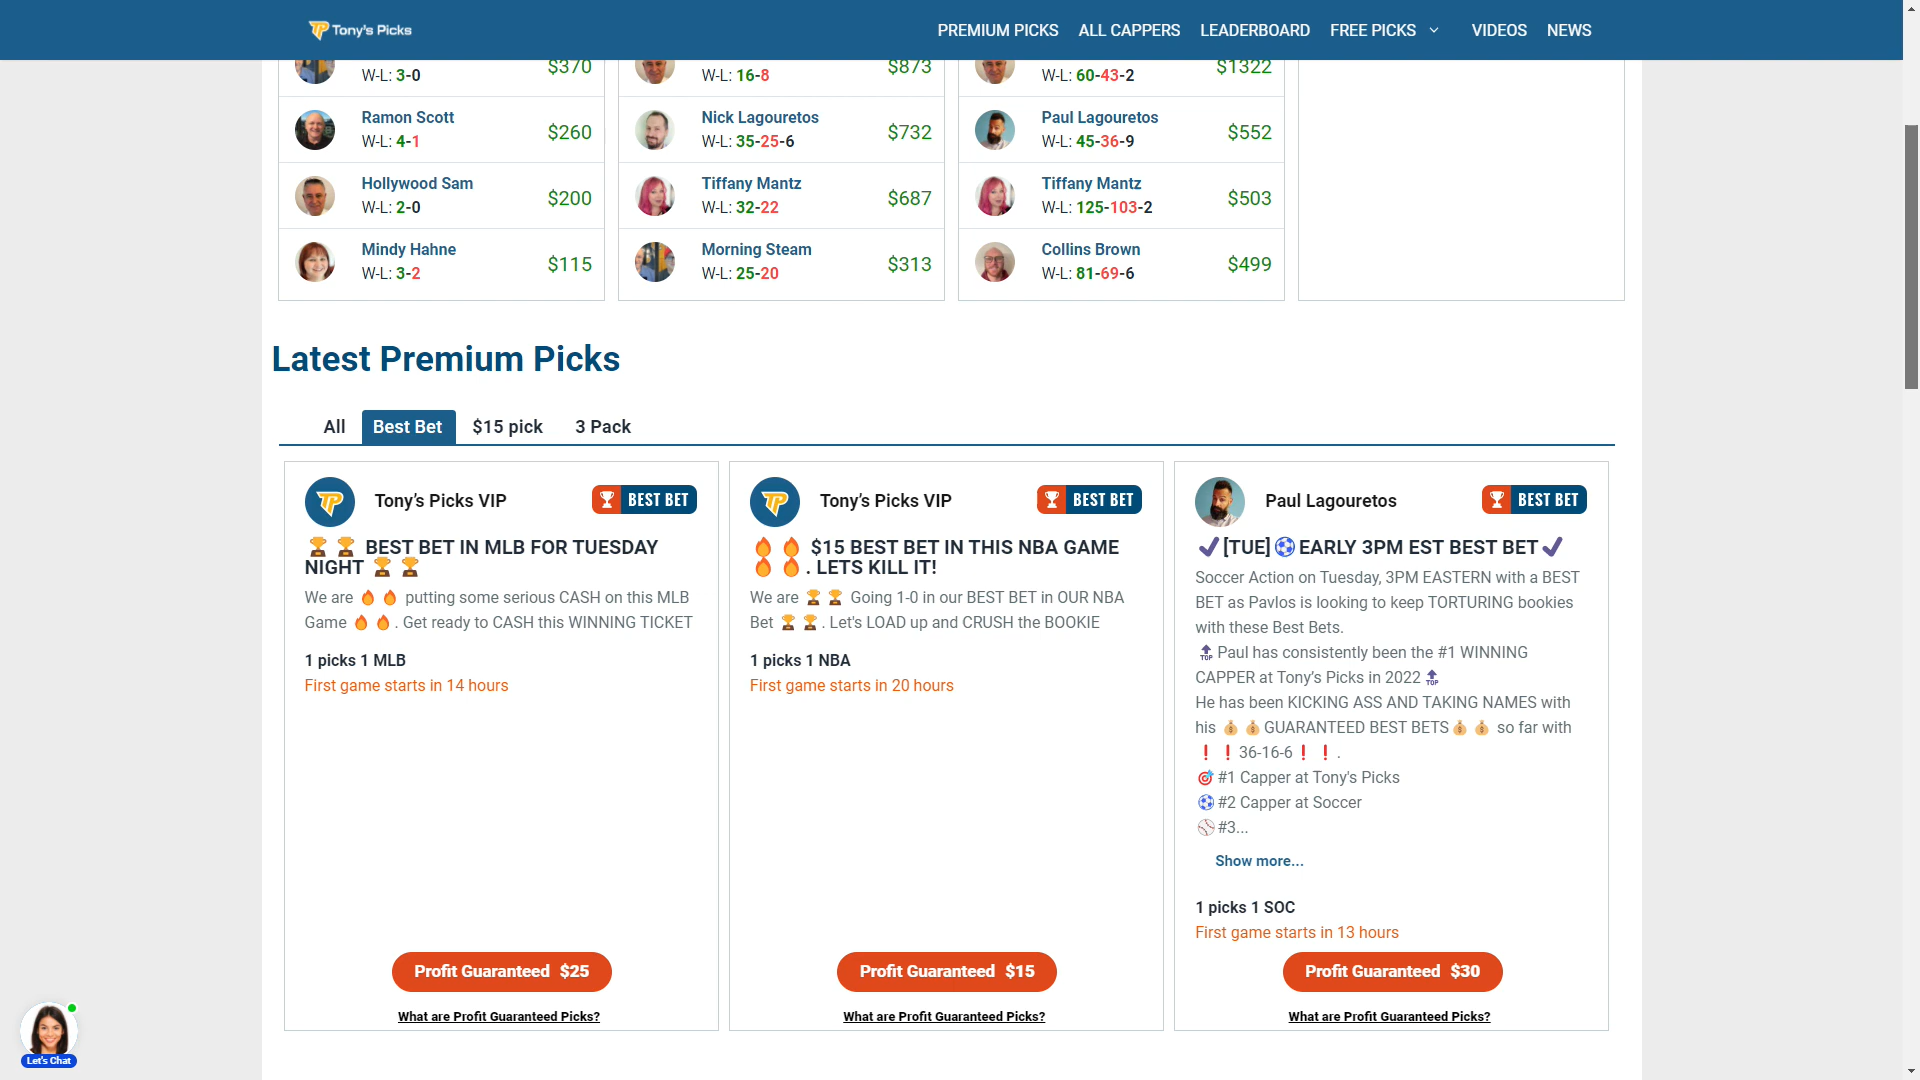 Tony's Picks
PREMIUM PICKS ALL CAPPERS LEADERBOARD FREE PICKS VIDEOS NEWS
W-L: 3-0 $370
Ramon Scott
W-L: 4-1 $260
Hollywood Sam
W-L: 2-0 $200
Mindy Hahne
W-L: 3-2 $115
W-L: 16-8 $873
Nick Lagouretos
W-L: 35-25-6 $732
Tiffany Mantz
W-L: 32-22 $687
Morning Steam
W-L: 25-20 $313
W-L: 60-43-2 $1322
Paul Lagouretos
W-L: 45-36-9 $552
Tiffany Mantz
W-L: 125-103-2 $503
Collins Brown
W-L: 81-69-6 $499
Latest Premium Picks
All Best Bet $15 pick 3 Pack
Tony’s Picks VIP BEST BET
🏆 🏆 BEST BET IN MLB FOR TUESDAY
NIGHT 🏆 🏆
We are 🔥 🔥 putting some serious CASH on this MLB
Game 🔥 🔥. Get ready to CASH this WINNING TICKET
1 picks 1 MLB
First game starts in 14 hours
Profit Guaranteed $25
What are Profit Guaranteed Picks?
Tony’s Picks VIP BEST BET
🔥 🔥 $15 BEST BET IN THIS NBA GAME
🔥 🔥. LETS KILL IT!
We are 🏆 🏆 Going 1-0 in our BEST BET in OUR NBA
Bet 🏆 🏆. Let's LOAD up and CRUSH the BOOKIE
1 picks 1 NBA
First game starts in 20 hours
Profit Guaranteed $15
What are Profit Guaranteed Picks?
Paul Lagouretos BEST BET
✔[TUE]⚽EARLY 3PM EST BEST BET✔
Soccer Action on Tuesday, 3PM EASTERN with a BEST
BET as Pavlos is looking to keep TORTURING bookies
with these Best Bets.
🔝Paul has consistently been the #1 WINNING
CAPPER at Tony’s Picks in 2022🔝
He has been KICKING ASS AND TAKING NAMES with
his 💰 💰GUARANTEED BEST BETS💰 💰 so far with
❗ ❗36-16-6❗ ❗.
🎯#1 Capper at Tony's Picks
⚽#2 Capper at Soccer
⚾#3...
Show more...
1 picks 1 SOC
First game starts in 13 hours
Profit Guaranteed $30
What are Profit Guaranteed Picks?
Let's Chat